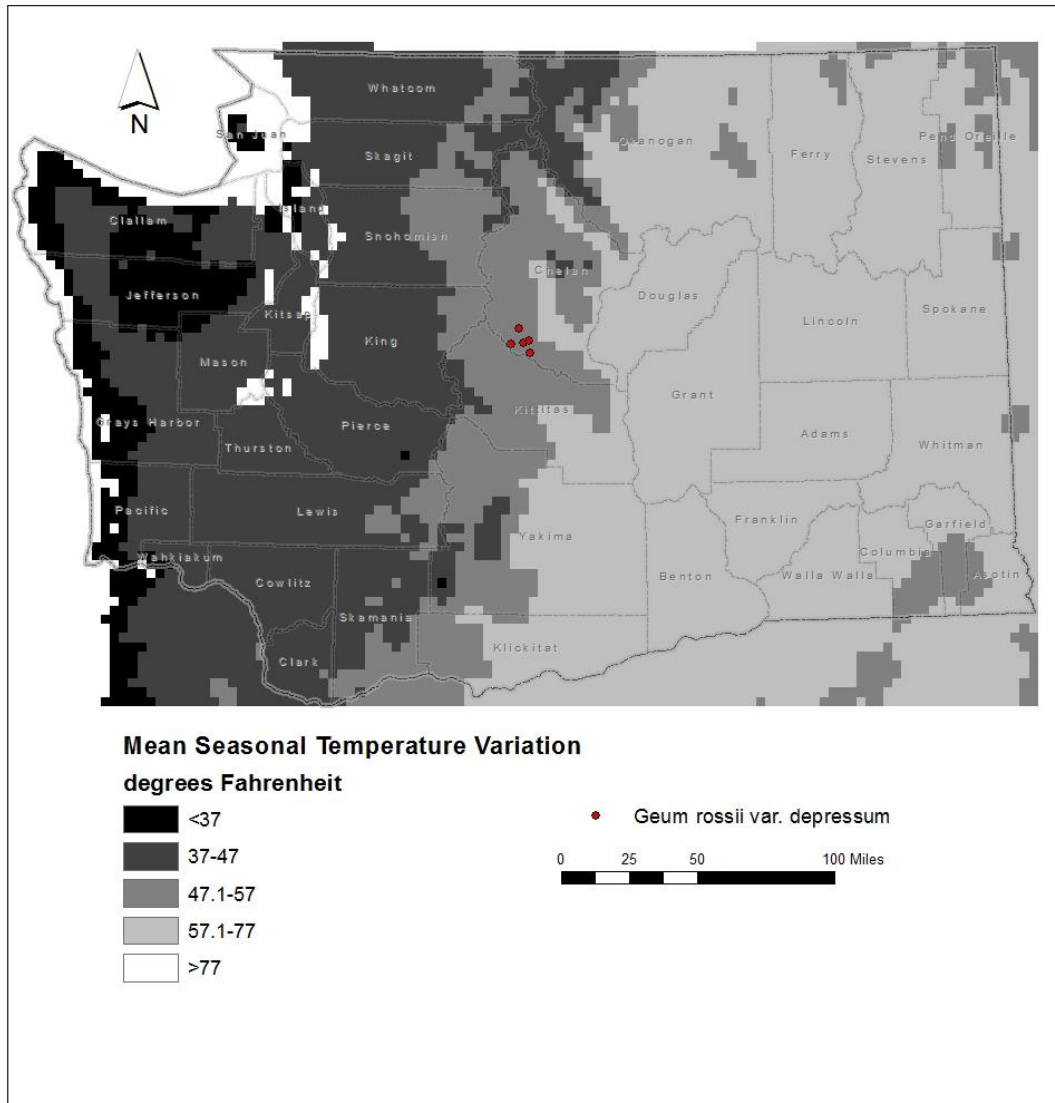 N
Whatcom
San Juan
Skagit
Okanogan
Ferry
Stevens
Pend Oreille
Island
Clallam
Snohomish
Chelan
Jefferson
Kitsap
Douglas
Lincoln
Spokane
King
Mason
Grant
Kittitas
Grays Harbor
Pierce
Thurston
Adams
Whitman
Pacific
Lewis
Yakima
Franklin
Garfield
Wahkiakum
Columbia
Cowlitz
Benton
Walla Walla
Asotin
Skamania
Klickitat
Clark
Mean Seasonal Temperature Variation
degrees Fahrenheit
<37
37-47
47.1-57
57.1-77
>77
Geum rossii var. depressum
0 25 50 100 Miles